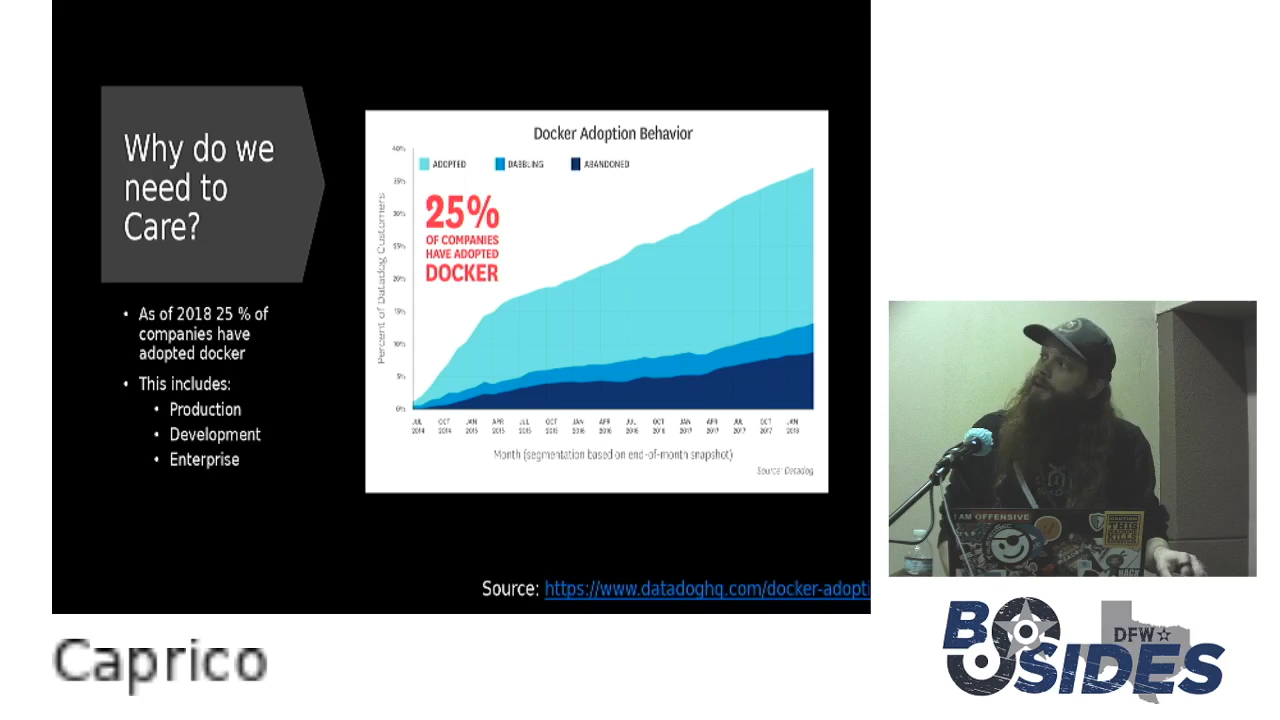 Why do we
need to
Care?
• As of 2018 25 % of
companies have
adopted docker
• This includes:
• Production
• Development
• Enterprise
Docker Adoption Behavior
ADOPTED DABBLING ABANDONED
40%
35%
30%
25%
20%
15%
10%
5%
0%
Percent of Datadog Customers
25%
OF COMPANIES
HAVE ADOPTED
DOCKER
JUL OCT JAN APR JUL OCT JAN APR JUL OCT JAN APR JUL OCT JAN
2014 2014 2015 2015 2015 2015 2016 2016 2016 2016 2017 2017 2017 2017 2018
Month (segmentation based on end-of-month snapshot)
Source: Datadog
Source: https://www.datadoghq.com/docker-adopti
I AM OFFENSIVE
CAUTION
THIS
KILLS
HACK
Caprico
BSIDES
DFW